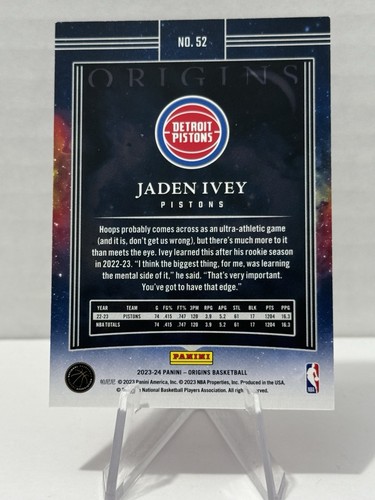 NO. 52
ORIGINS
DETROIT
PISTONS
JADEN IVEY
PISTONS
Hoops probably comes across as an ultra-athletic game
(and it is, don't get us wrong), but there's much more to it
than meets the eye. Ivey learned this after his rookie season
in 2022-23. "I think the biggest thing, for me, was learning
the mental side of it," he said. "That's very important.
You've got to have that edge."
YEAR TEAM G FG% FT% 3PM RPG APG STL BLK PTS PPG
22-23 PISTONS 74 .415 .747 120 3.9 5.2 61 17 1204 16.3
NBA TOTALS 74 .415 .747 120 3.9 5.2 61 17 1204 16.3
PANINI
2023-24 PANINI – ORIGINS BASKETBALL
© 2023 Panini America, Inc. © 2023 NBA Properties, Inc. Produced in the USA.
National Basketball Players Association. All rights reserved.